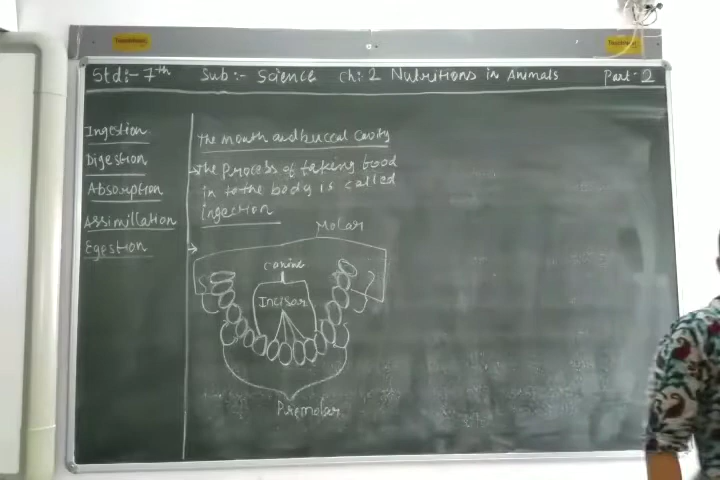 Std:- 7th Sub :- Science Ch: 2 Nutritions in Animals Part - 2
Ingestion
Digestion
Absorption
Assimillation
Egestion
The mouth and buccal cavity
The process of taking food
In to the body is called
Ingection
Molar
Canine
Incisor
Premolar